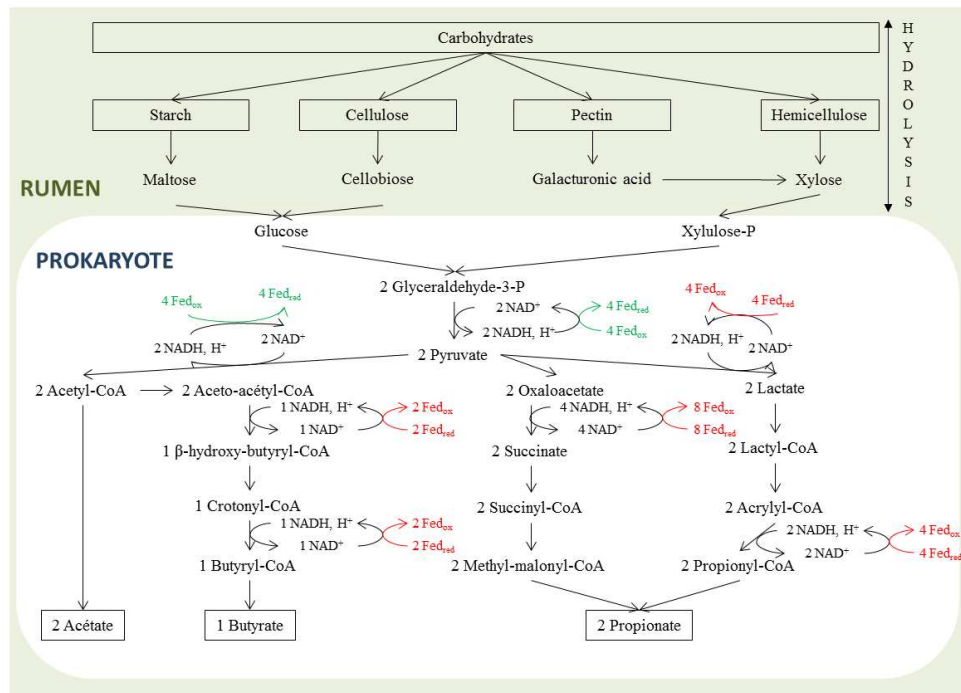 Carbohydrates
HYDROLYSIS
Starch Cellulose Pectin Hemicellulose
RUMEN
Maltose Cellobiose Galacturonic acid Xylose
Glucose Xylulose-P
PROKARYOTE
2 Glyceraldehyde-3-P
4 Fedox 4 Fedred 2 NAD⁺ 4 Fedred 4 Fedox 4 Fedred
2 NADH, H⁺ 2 NAD⁺ 2 NADH, H⁺ 4 Fedox 2 NADH, H⁺ 2 NAD⁺
2 Pyruvate
2 Acetyl-CoA 2 Aceto-acétyl-CoA 2 Oxaloacetate 2 Lactate
1 NADH, H⁺ 2 Fedox 4 NADH, H⁺ 8 Fedox
1 NAD⁺ 2 Fedred 4 NAD⁺ 8 Fedred
1 β-hydroxy-butyryl-CoA 2 Succinate 2 Lactyl-CoA
1 Crotonyl-CoA 2 Succinyl-CoA 2 Acrylyl-CoA
1 NADH, H⁺ 2 Fedox 2 NADH, H⁺ 4 Fedox
1 NAD⁺ 2 Fedred 2 NAD⁺ 4 Fedred
1 Butyryl-CoA 2 Methyl-malonyl-CoA 2 Propionyl-CoA
2 Acétate 1 Butyrate 2 Propionate